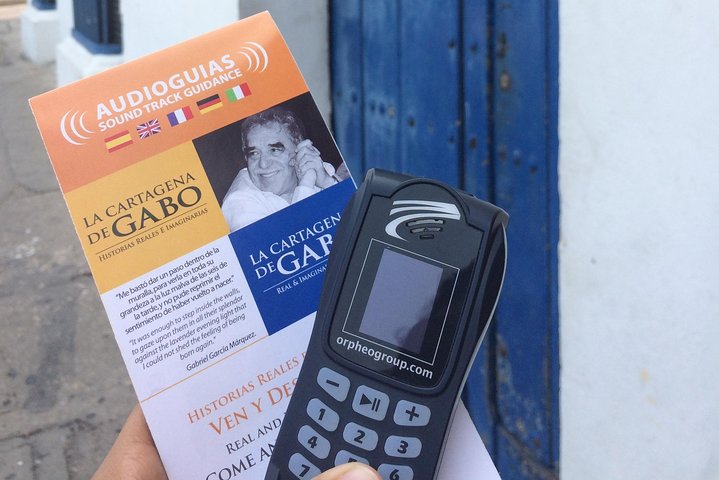 AUDIOGUIAS
SOUND TRACK GUIDANCE
LA CARTAGENA
DE GABO
HISTORIAS REALES E IMAGINARIAS
LA CARTAGENA
DE GABO
REAL & IMAGINAR
"Me bastó dar un paso dentro de la
muralla, para verla en toda su
grandeza a la luz malva de las seis de
la tarde, y no pude reprimir el
sentimiento de haber vuelto a nacer."
"It was enough to step inside the walls,
to gaze upon them in all their splendor
against the lavender evening light that
I could not shed the feeling of being
born again."
Gabriel García Márquez.
HISTORIAS REALES E
VEN Y DES
REAL AND
COME AN
orpheogroup.com
− +
1 2 3
4 5 6
7